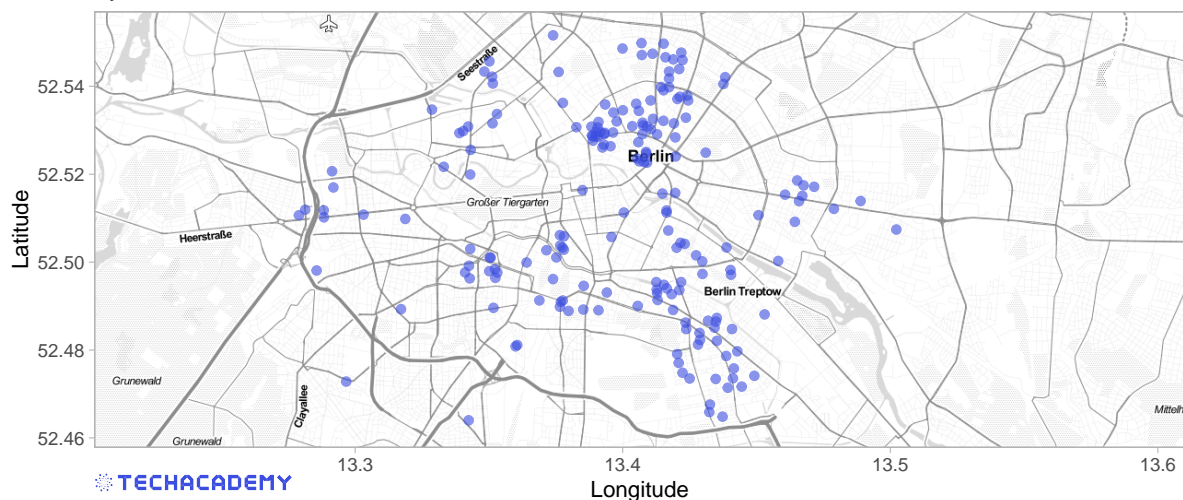 52.54
52.52
52.50
52.48
52.46
Latitude
Seestraße
Berlin
Großer Tiergarten
Heerstraße
Berlin Treptow
Grunewald
Clayallee
Grunewald
13.3
13.4
13.5
13.6
Longitude
TECHACADEMY